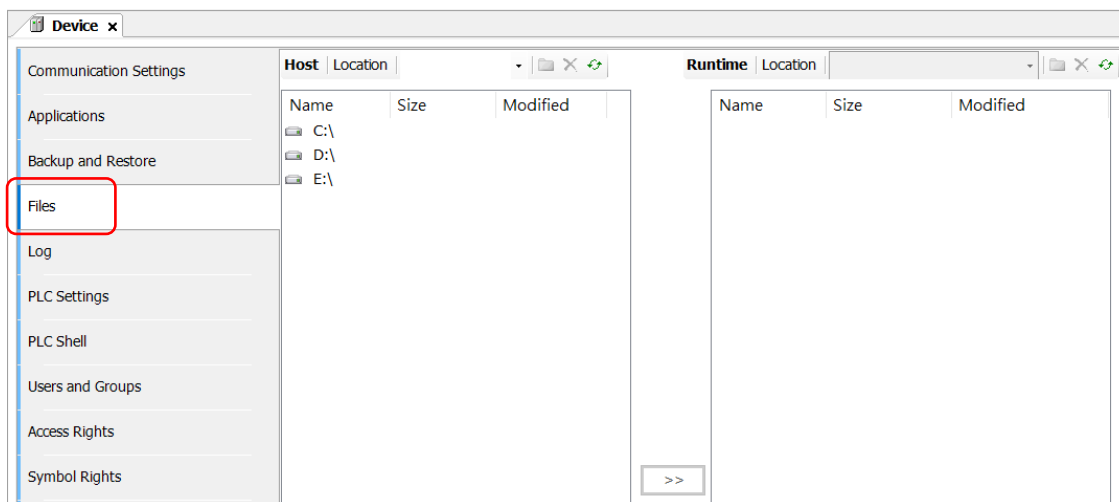 Device x
Communication Settings
Applications
Backup and Restore
Files
Log
PLC Settings
PLC Shell
Users and Groups
Access Rights
Symbol Rights
Host Location
Name Size Modified
C:\
D:\
E:\
>>
Runtime Location
Name Size Modified